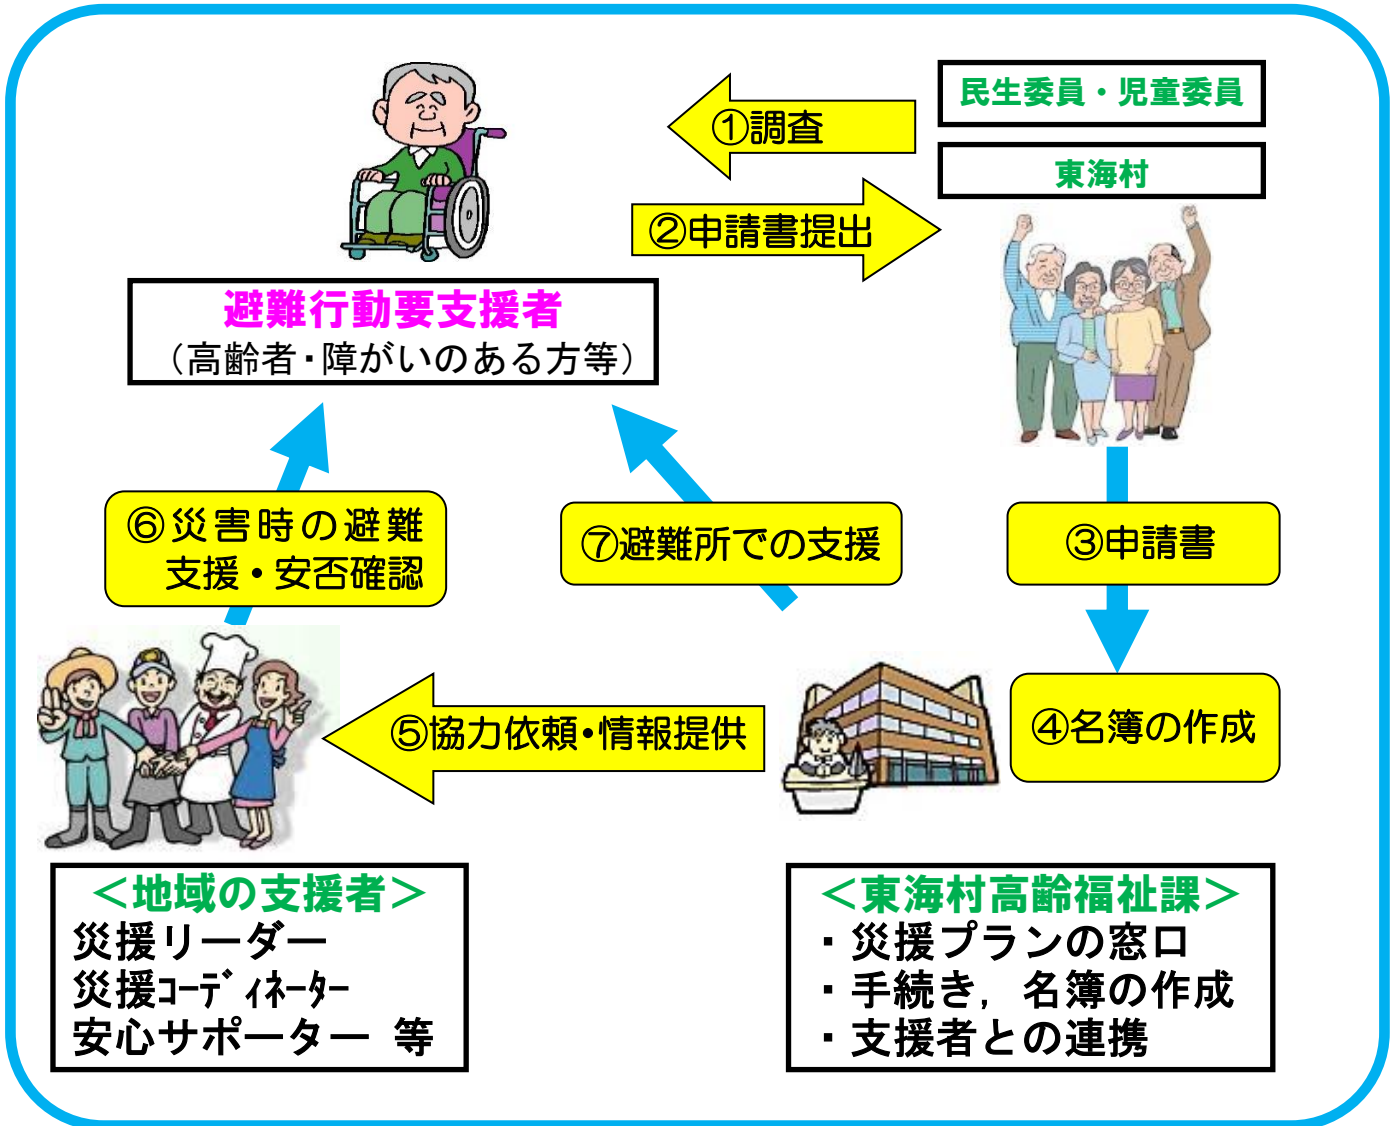 民生委員・児童委員
①調査
東海村
②申請書提出
避難行動要支援者
（高齢者・障がいのある方等）
⑥災害時の避難
支援・安否確認
⑦避難所での支援
③申請書
④名簿の作成
⑤協力依頼・情報提供
＜地域の支援者＞
災援リーダー
災援ｺｰﾃﾞｨﾈｰﾀｰ
安心サポーター 等
＜東海村高齢福祉課＞
・災援プランの窓口
・手続き，名簿の作成
・支援者との連携